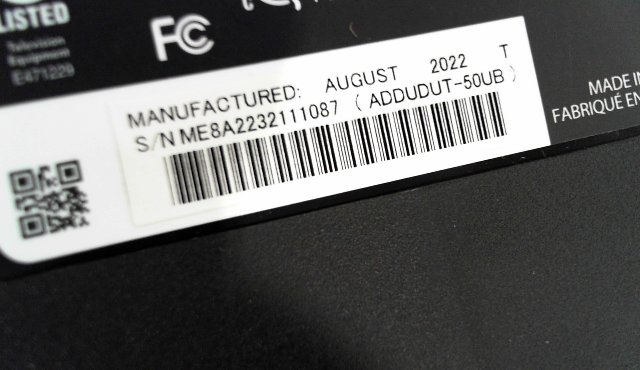 LISTED
Television
Equipment
E471229
FC
MANUFACTURED: AUGUST 2022 T
S/N ME8A2232111087 ( ADDUDUT-50UB )
MADE IN
FABRIQUÉ EN